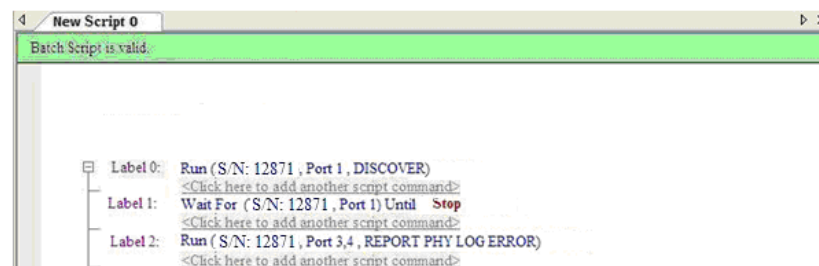 New Script 0
Batch Script is valid.
Label 0: Run (S/N: 12871 , Port 1 , DISCOVER)
<Click here to add another script command>
Label 1: Wait For (S/N: 12871 , Port 1) Until Stop
<Click here to add another script command>
Label 2: Run ( S/N: 12871 , Port 3,4 , REPORT PHY LOG ERROR)
<Click here to add another script command>